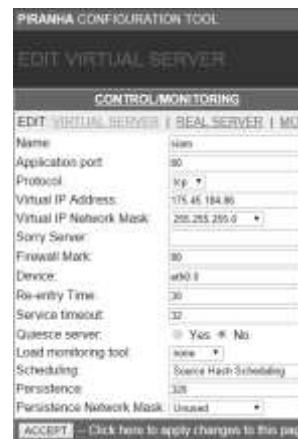 PIRANHA CONFIGURATION TOOL
EDIT VIRTUAL SERVER
CONTROL/MONITORING
EDIT: VIRTUAL SERVER | REAL SERVER | MO
Name:
Application port: 80
Protocol: tcp
Virtual IP Address: 175.45.184.86
Virtual IP Network Mask: 255.255.255.0
Sorry Server:
Firewall Mark: 80
Device:
Re-entry Time: 30
Service timeout: 32
Quiesce server: Yes No
Load monitoring tool: none
Scheduling: Source Hash Scheduling
Persistence: 320
Persistence Network Mask: Unused
ACCEPT -- Click here to apply changes to this pag